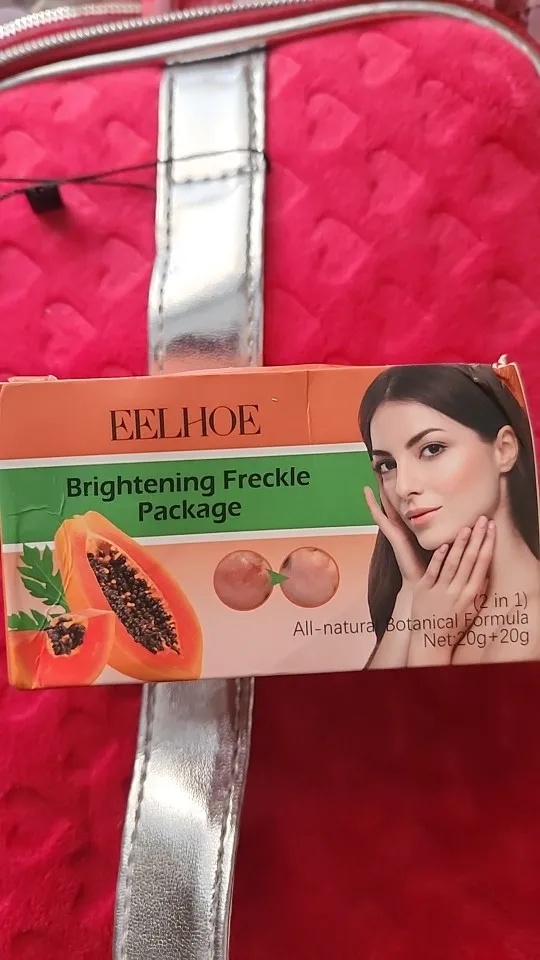 EELHOE
Brightening Freckle
Package
(2 in 1)
All-natural Botanical Formula
Net:20g+20g